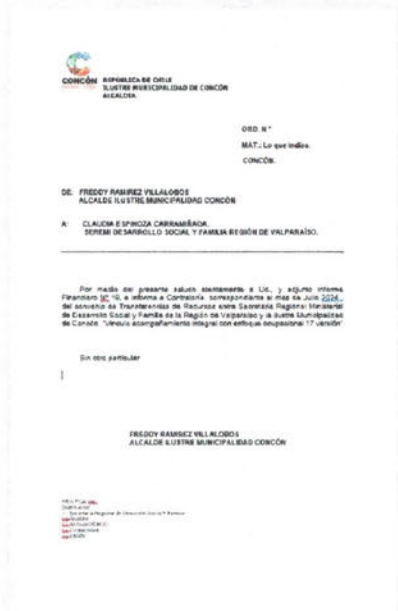 CONCÓN
REPÚBLICA DE CHILE
ILUSTRE MUNICIPALIDAD DE CONCÓN
ALCALDÍA
ORD. N°
MAT.: Lo que indica.
CONCÓN,
DE: FREDDY RAMIREZ VILLALOBOS
ALCALDE ILUSTRE MUNICIPALIDAD CONCÓN
A: CLAUDIA ESPINOZA CARRAMIÑADA.
SEREMI DESARROLLO SOCIAL Y FAMILIA REGIÓN DE VALPARAÍSO.
Por medio del presente saludo atentamente a Ud., y adjunto Informe
Financiero N° 19, e Informe a Contraloría correspondiente al mes de Julio 2024,
del convenio de Transferencias de Recursos entre Secretaría Regional Ministerial
de Desarrollo Social y Familia de la Región de Valparaíso y la Ilustre Municipalidad
de Concón. "Vínculo acompañamiento integral con enfoque ocupacional 17 versión"
Sin otro particular
FREDDY RAMIREZ VILLALOBOS
ALCALDE ILUSTRE MUNICIPALIDAD CONCÓN